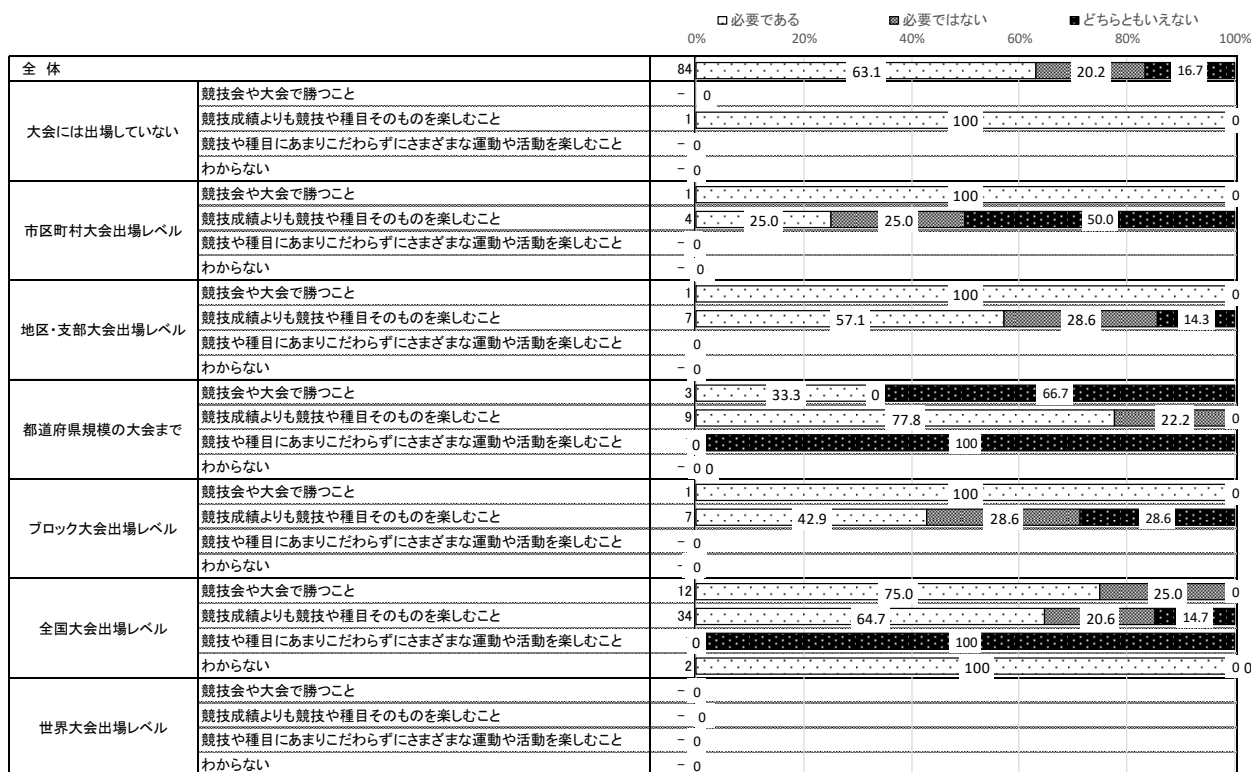 必要である 必要ではない どちらともいえない
0% 20% 40% 60% 80% 100%
全 体 84 63.1 20.2 16.7
大会には出場していない
競技会や大会で勝つこと - 0
競技成績よりも競技や種目そのものを楽しむこと 1 100 0
競技や種目にあまりこだわらずにさまざまな運動や活動を楽しむこと - 0
わからない - 0
市区町村大会出場レベル
競技会や大会で勝つこと 1 100 0
競技成績よりも競技や種目そのものを楽しむこと 4 25.0 25.0 50.0
競技や種目にあまりこだわらずにさまざまな運動や活動を楽しむこと - 0
わからない - 0
地区・支部大会出場レベル
競技会や大会で勝つこと 1 100 0
競技成績よりも競技や種目そのものを楽しむこと 7 57.1 28.6 14.3
競技や種目にあまりこだわらずにさまざまな運動や活動を楽しむこと 0
わからない - 0
都道府県規模の大会まで
競技会や大会で勝つこと 3 33.3 0 66.7
競技成績よりも競技や種目そのものを楽しむこと 9 77.8 22.2 0
競技や種目にあまりこだわらずにさまざまな運動や活動を楽しむこと 0 100
わからない - 0 0
ブロック大会出場レベル
競技会や大会で勝つこと 1 100 0
競技成績よりも競技や種目そのものを楽しむこと 7 42.9 28.6 28.6
競技や種目にあまりこだわらずにさまざまな運動や活動を楽しむこと - 0
わからない - 0
全国大会出場レベル
競技会や大会で勝つこと 12 75.0 25.0 0
競技成績よりも競技や種目そのものを楽しむこと 34 64.7 20.6 14.7
競技や種目にあまりこだわらずにさまざまな運動や活動を楽しむこと 0 100
わからない 2 100 0 0
世界大会出場レベル
競技会や大会で勝つこと - 0
競技成績よりも競技や種目そのものを楽しむこと - 0
競技や種目にあまりこだわらずにさまざまな運動や活動を楽しむこと - 0
わからない - 0